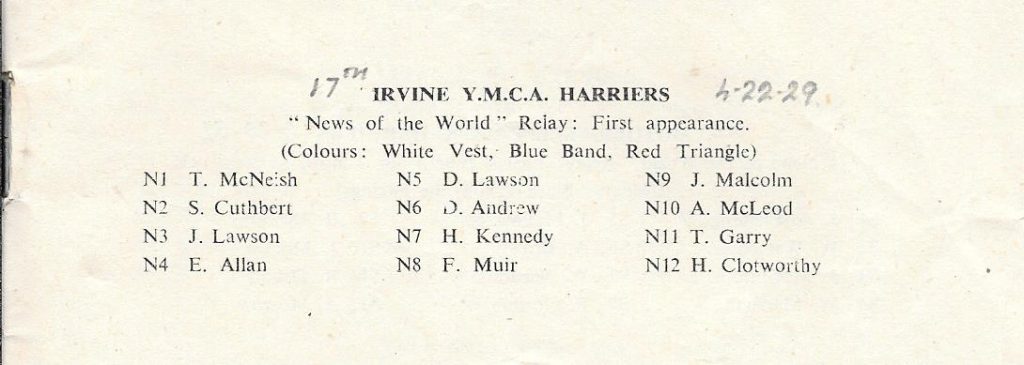 17TH IRVINE Y.M.C.A. HARRIERS 4-22-29.
“ News of the World ” Relay: First appearance.
(Colours: White Vest, Blue Band, Red Triangle)
N1 T. McNeish N5 D. Lawson N9 J. Malcolm
N2 S. Cuthbert N6 D. Andrew N10 A. McLeod
N3 J. Lawson N7 H. Kennedy N11 T. Garry
N4 E. Allan N8 F. Muir N12 H. Clotworthy